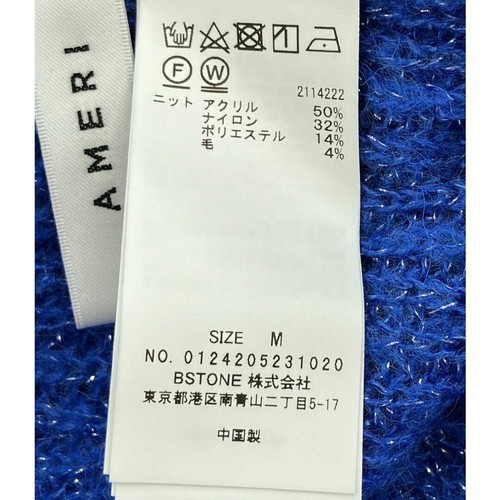 AMERI
F W
2114222
ニット アクリル 50%
ナイロン 32%
ポリエステル 14%
毛 4%
SIZE M
NO. 0124205231020
BSTONE 株式会社
東京都港区南青山二丁目5-17
中国製